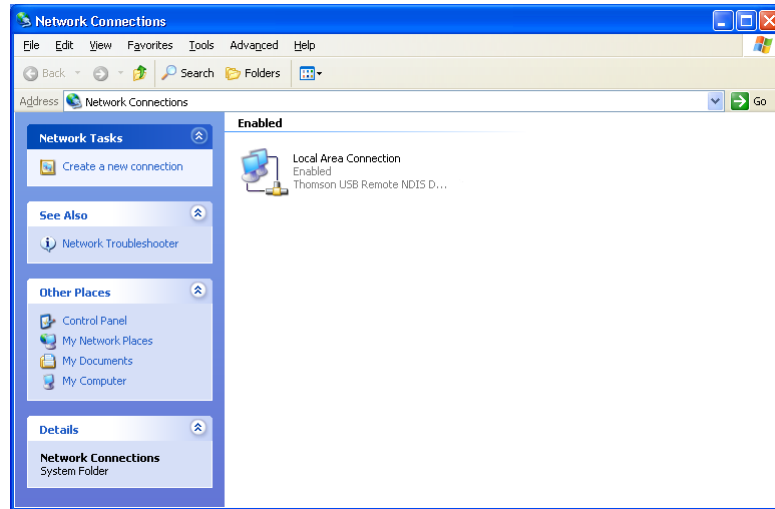 Network Connections
File Edit View Favorites Tools Advanced Help
Back Search Folders
Address Network Connections Go
Network Tasks
Create a new connection
See Also
Network Troubleshooter
Other Places
Control Panel
My Network Places
My Documents
My Computer
Details
Network Connections
System Folder
Enabled
Local Area Connection
Enabled
Thomson USB Remote NDIS D...